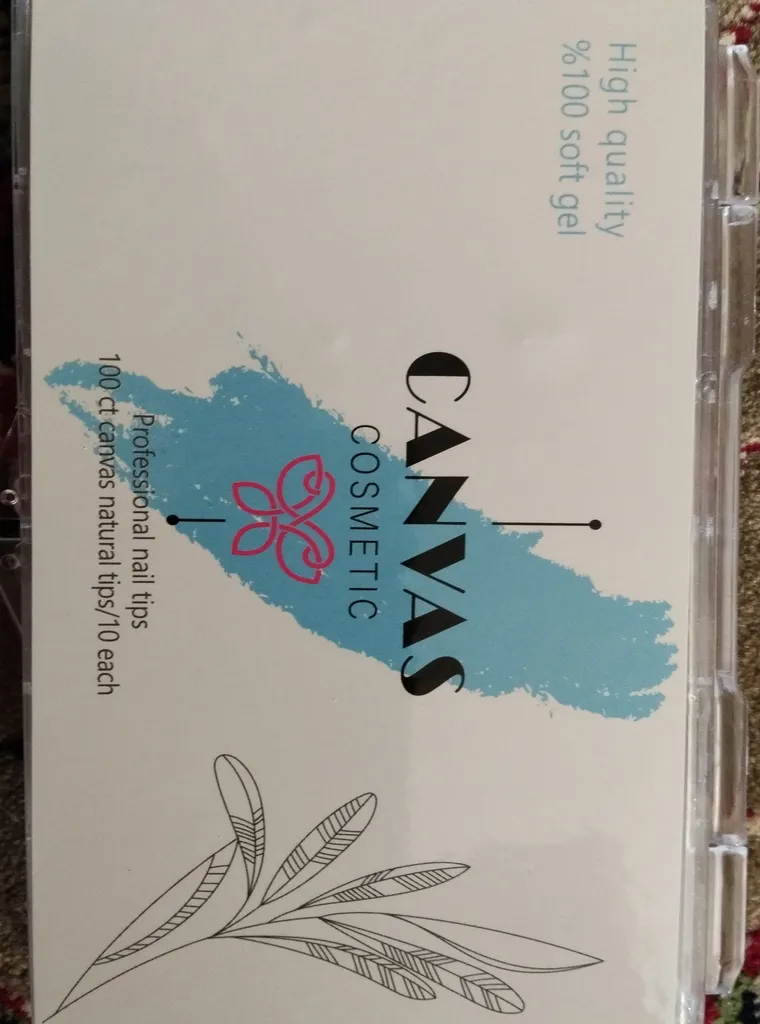 High quality
%100 soft gel
CANVAS
COSMETIC
Professional nail tips
100 ct canvas natural tips/10 each